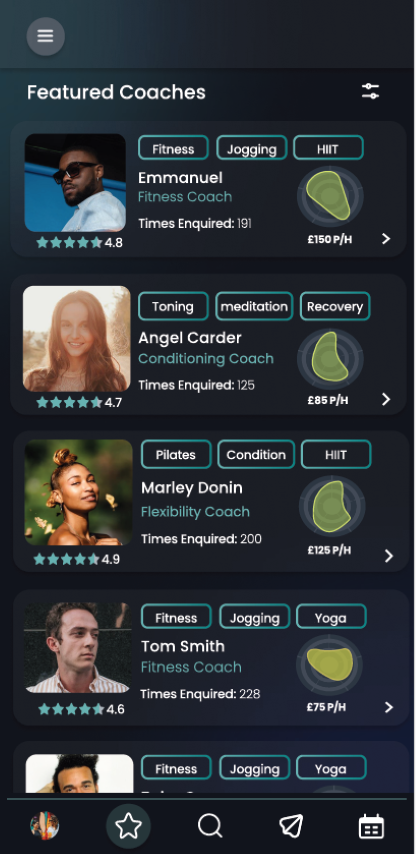 Featured Coaches
Fitness Jogging HIIT
Emmanuel
Fitness Coach
Times Enquired: 191
4.8
£150 P/H
Toning meditation Recovery
Angel Carder
Conditioning Coach
Times Enquired: 125
4.7
£85 P/H
Pilates Condition HIIT
Marley Donin
Flexibility Coach
Times Enquired: 200
4.9
£125 P/H
Fitness Jogging Yoga
Tom Smith
Fitness Coach
Times Enquired: 228
4.6
£75 P/H
Fitness Jogging Yoga